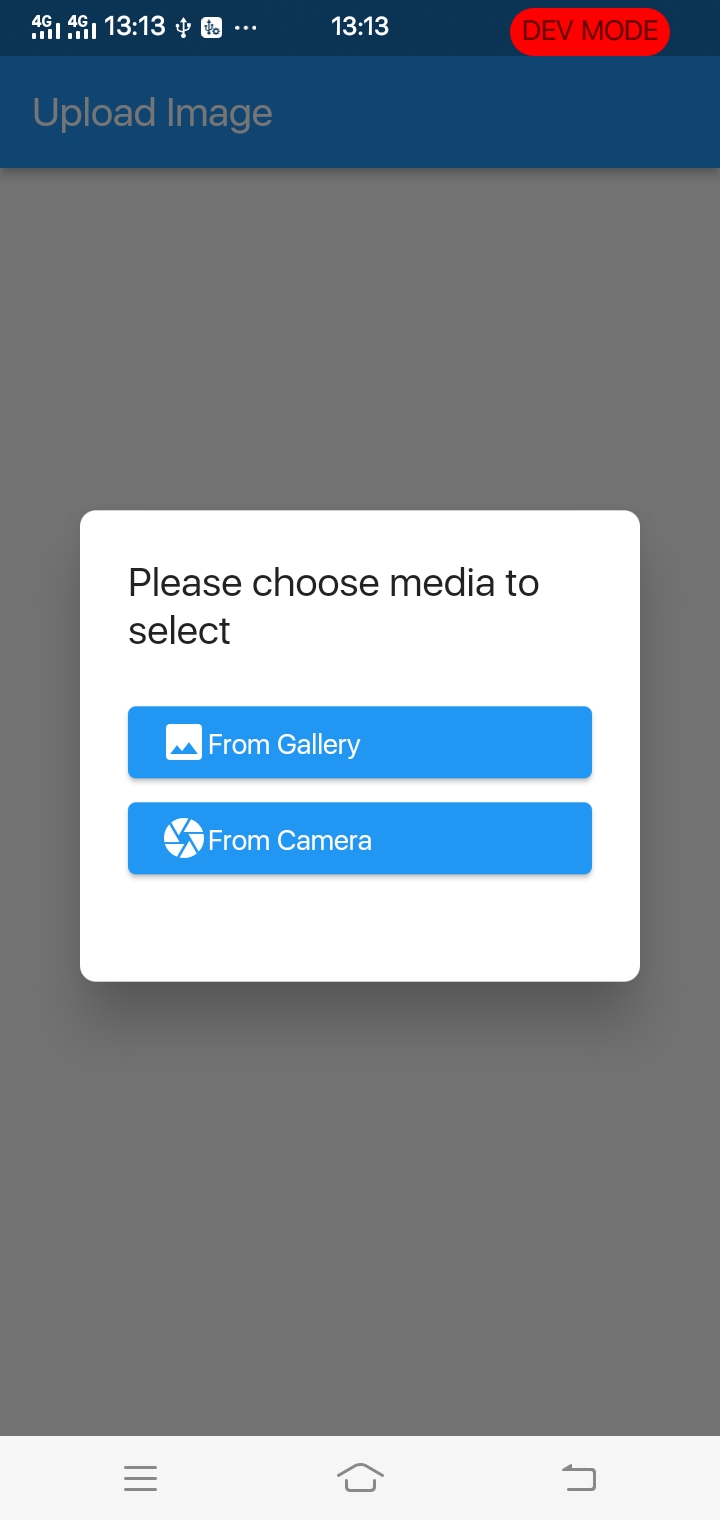 4G 4G 13:13 ... 13:13 DEV MODE
Upload Image
Please choose media to
select
From Gallery
From Camera